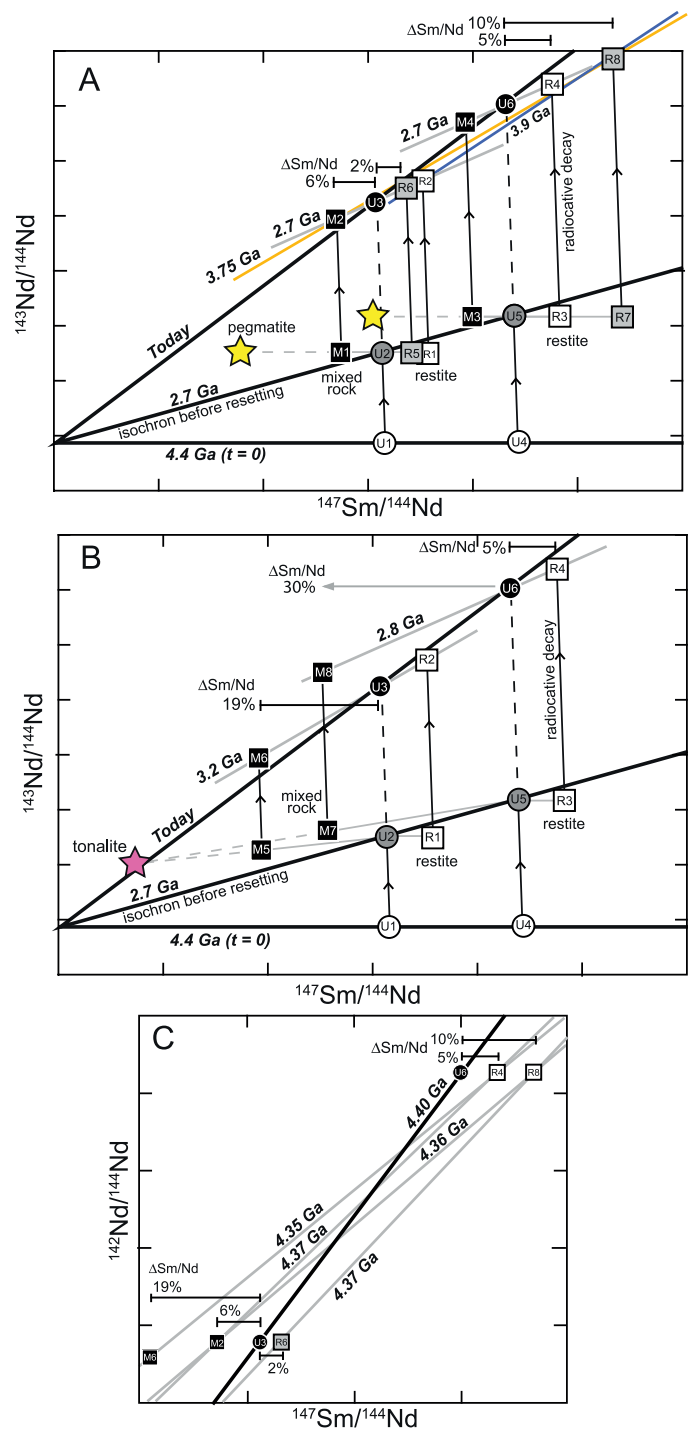 A
ΔSm/Nd
10%
5%
R8
R4
U6
M4
2.7 Ga
3.9 Ga
ΔSm/Nd
2%
6%
R6
R2
U3
M2
2.7 Ga
3.75 Ga
radiocative decay
143Nd/144Nd
Today
pegmatite
M3
U5
R3
R7
restite
M1
U2
R5
R1
mixed
rock
restite
2.7 Ga
isochron before resetting
U1
U4
4.4 Ga (t = 0)
147Sm/144Nd
B
ΔSm/Nd
5%
R4
ΔSm/Nd
30%
U6
2.8 Ga
R2
M8
ΔSm/Nd
19%
U3
radiocative decay
143Nd/144Nd
M6
3.2 Ga
Today
mixed
rock
U5
R3
restite
M7
M5
U2
R1
restite
tonalite
2.7 Ga
isochron before resetting
U1
U4
4.4 Ga (t = 0)
147Sm/144Nd
C
10%
ΔSm/Nd
5%
U6
R4
R8
4.40 Ga
4.36 Ga
142Nd/144Nd
4.35 Ga
4.37 Ga
4.37 Ga
ΔSm/Nd
19%
6%
M2
U3
R6
M6
2%
147Sm/144Nd